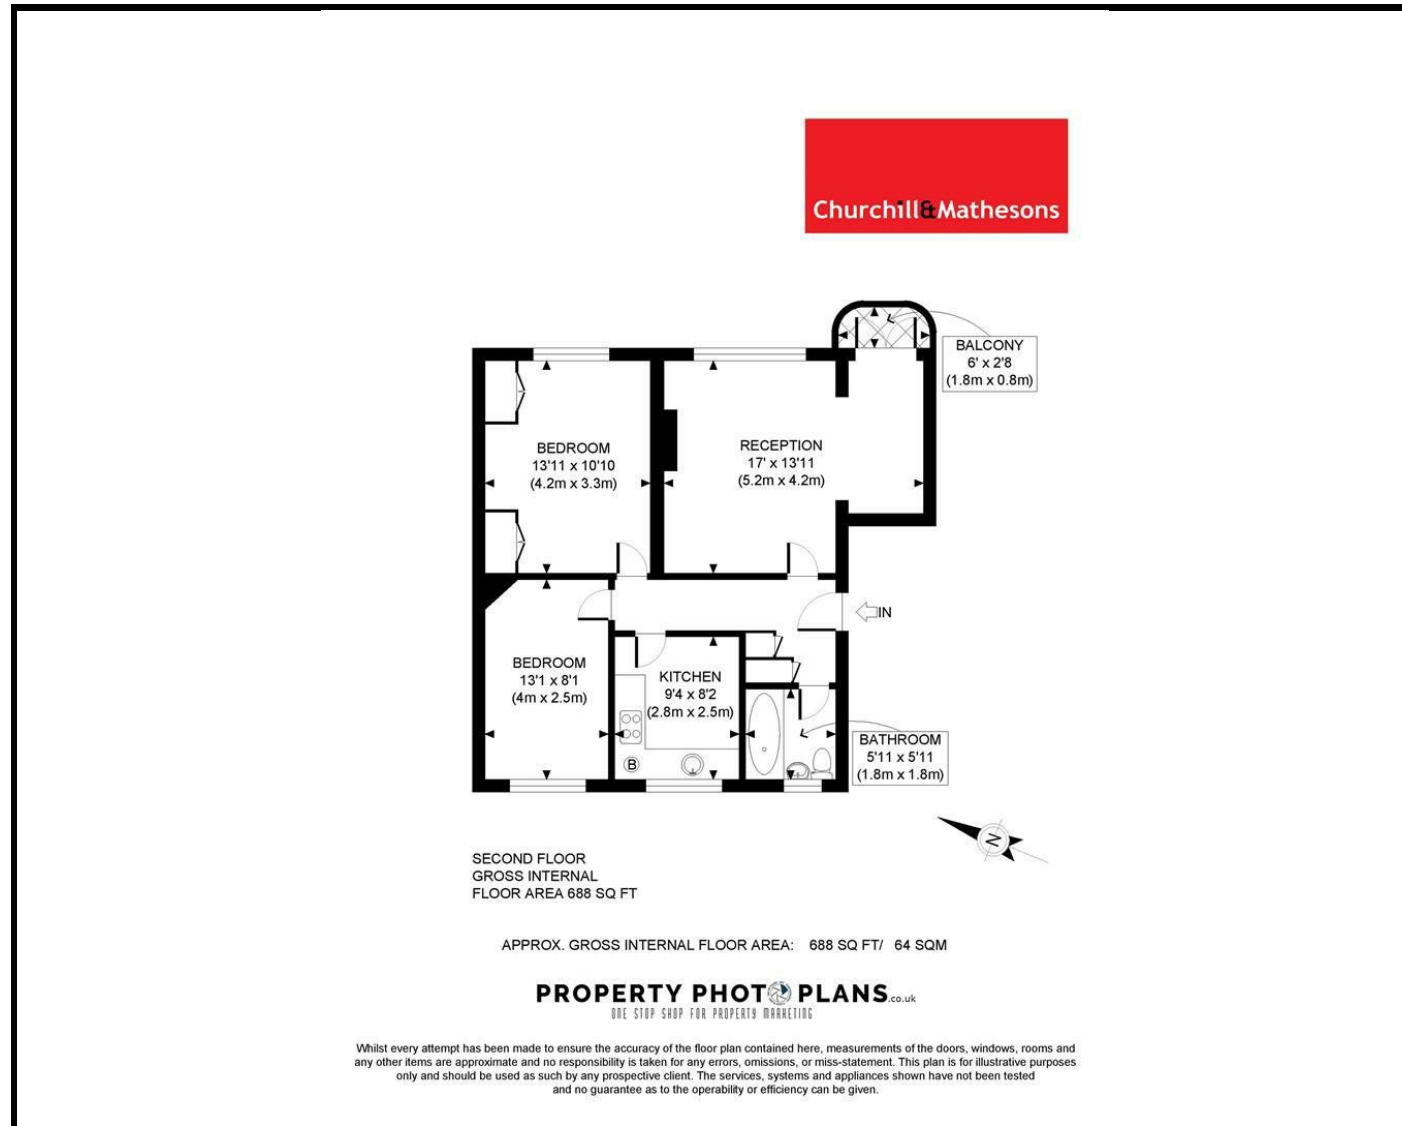 Churchill&Mathesons
BALCONY
6' x 2'8
(1.8m x 0.8m)
BEDROOM
13'11 x 10'10
(4.2m x 3.3m)
RECEPTION
17' x 13'11
(5.2m x 4.2m)
IN
BEDROOM
13'1 x 8'1
(4m x 2.5m)
KITCHEN
9'4 x 8'2
(2.8m x 2.5m)
B
BATHROOM
5'11 x 5'11
(1.8m x 1.8m)
N
SECOND FLOOR
GROSS INTERNAL
FLOOR AREA 688 SQ FT
APPROX. GROSS INTERNAL FLOOR AREA: 688 SQ FT/ 64 SQM
PROPERTY PHOTO PLANS.co.uk
ONE STOP SHOP FOR PROPERTY MARKETING
Whilst every attempt has been made to ensure the accuracy of the floor plan contained here, measurements of the doors, windows, rooms and
any other items are approximate and no responsibility is taken for any errors, omissions, or miss-statement. This plan is for illustrative purposes
only and should be used as such by any prospective client. The services, systems and appliances shown have not been tested
and no guarantee as to the operability or efficiency can be given.